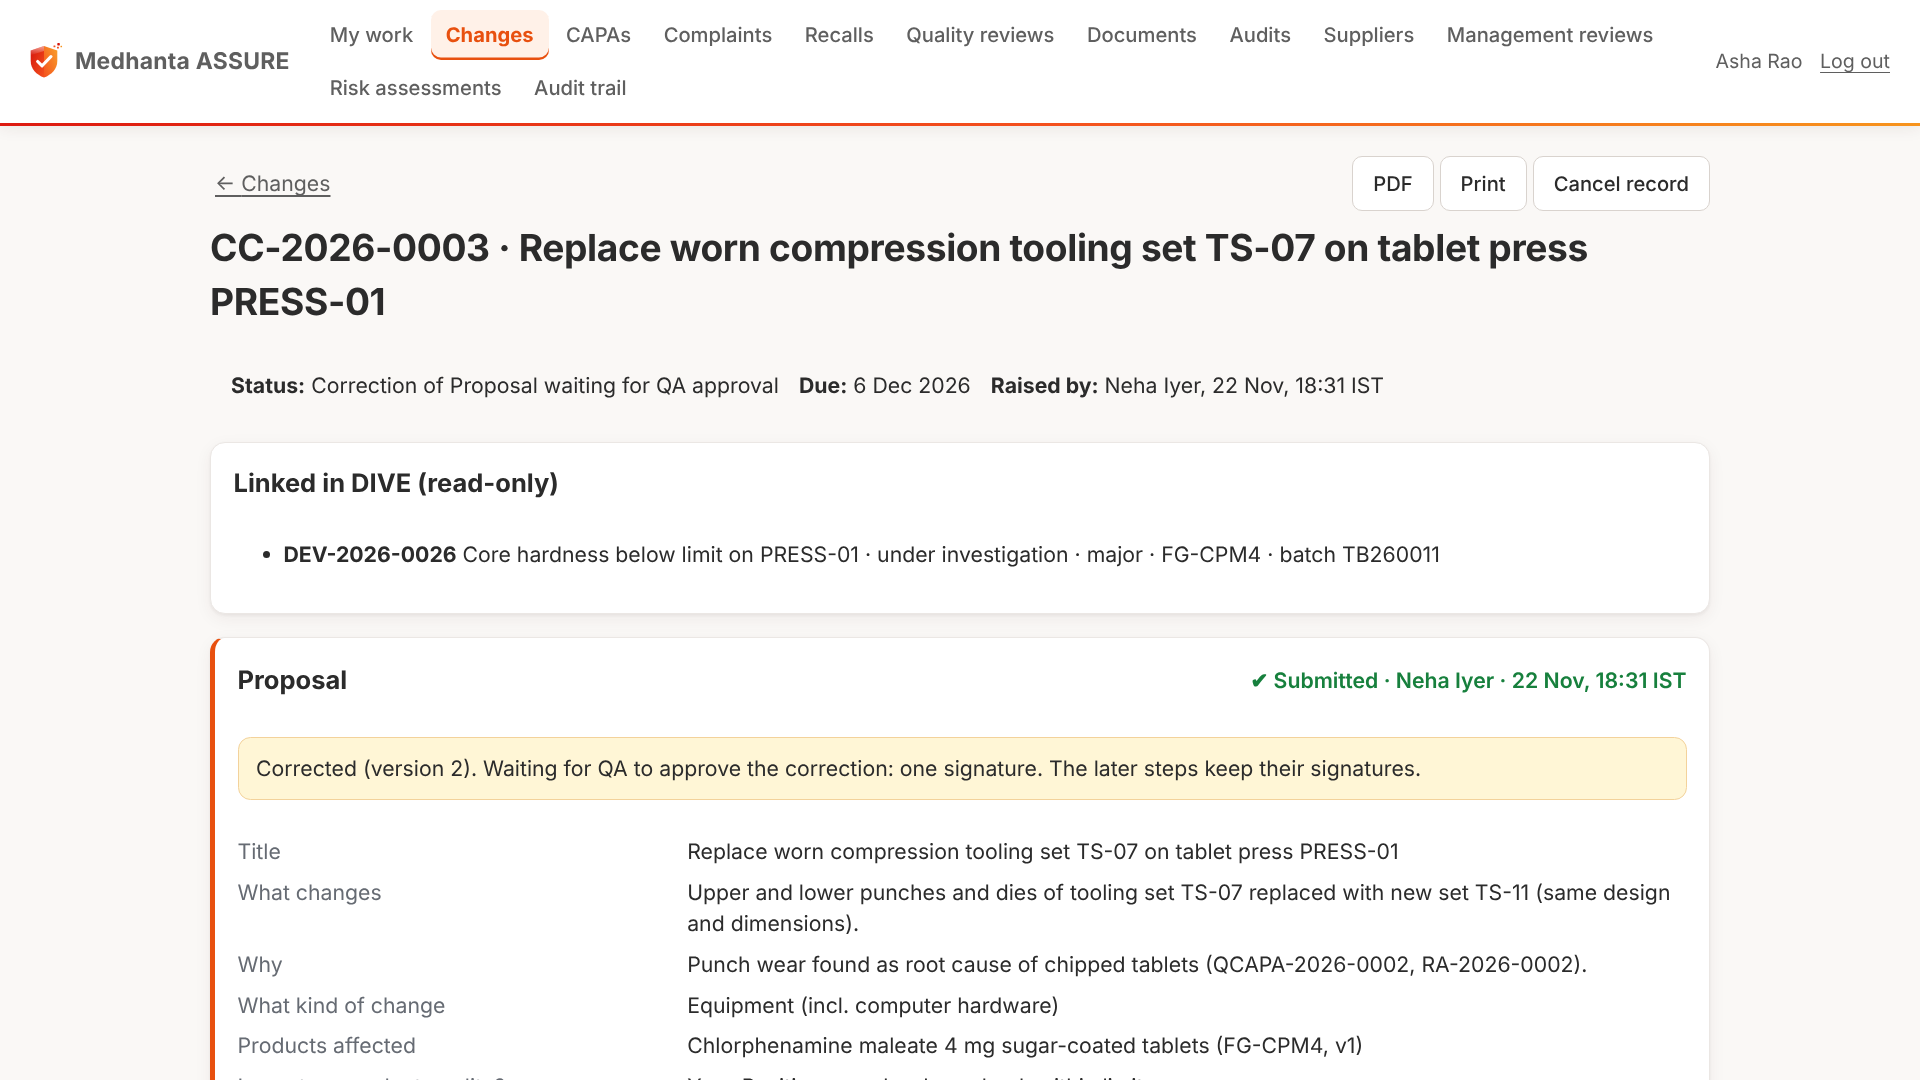 Medhanta ASSURE
My work Changes CAPAs Complaints Recalls Quality reviews Documents Audits Suppliers Management reviews
Risk assessments Audit trail
Asha Rao Log out
← Changes
PDF Print Cancel record
CC-2026-0003 · Replace worn compression tooling set TS-07 on tablet press
PRESS-01
Status: Correction of Proposal waiting for QA approval Due: 6 Dec 2026 Raised by: Neha Iyer, 22 Nov, 18:31 IST
Linked in DIVE (read-only)
• DEV-2026-0026 Core hardness below limit on PRESS-01 · under investigation · major · FG-CPM4 · batch TB260011
Proposal ✔ Submitted · Neha Iyer · 22 Nov, 18:31 IST
Corrected (version 2). Waiting for QA to approve the correction: one signature. The later steps keep their signatures.
Title Replace worn compression tooling set TS-07 on tablet press PRESS-01
What changes Upper and lower punches and dies of tooling set TS-07 replaced with new set TS-11 (same design
and dimensions).
Why Punch wear found as root cause of chipped tablets (QCAPA-2026-0002, RA-2026-0002).
What kind of change Equipment (incl. computer hardware)
Products affected Chlorphenamine maleate 4 mg sugar-coated tablets (FG-CPM4, v1)